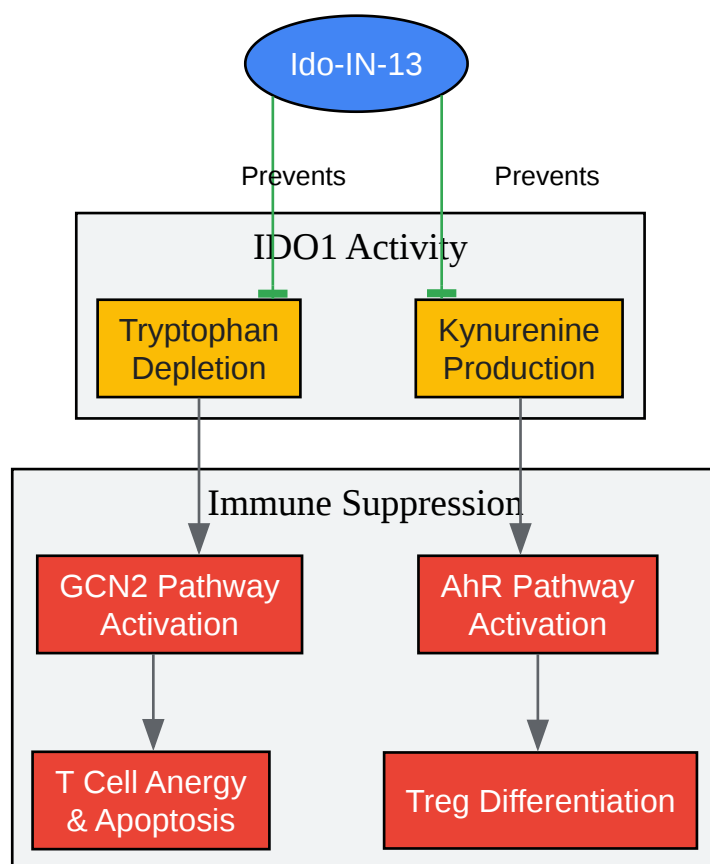 Ido-IN-13
Prevents
Prevents
IDO1 Activity
Tryptophan
Depletion
Kynurenine
Production
Immune Suppression
GCN2 Pathway
Activation
AhR Pathway
Activation
T Cell Anergy
& Apoptosis
Treg Differentiation